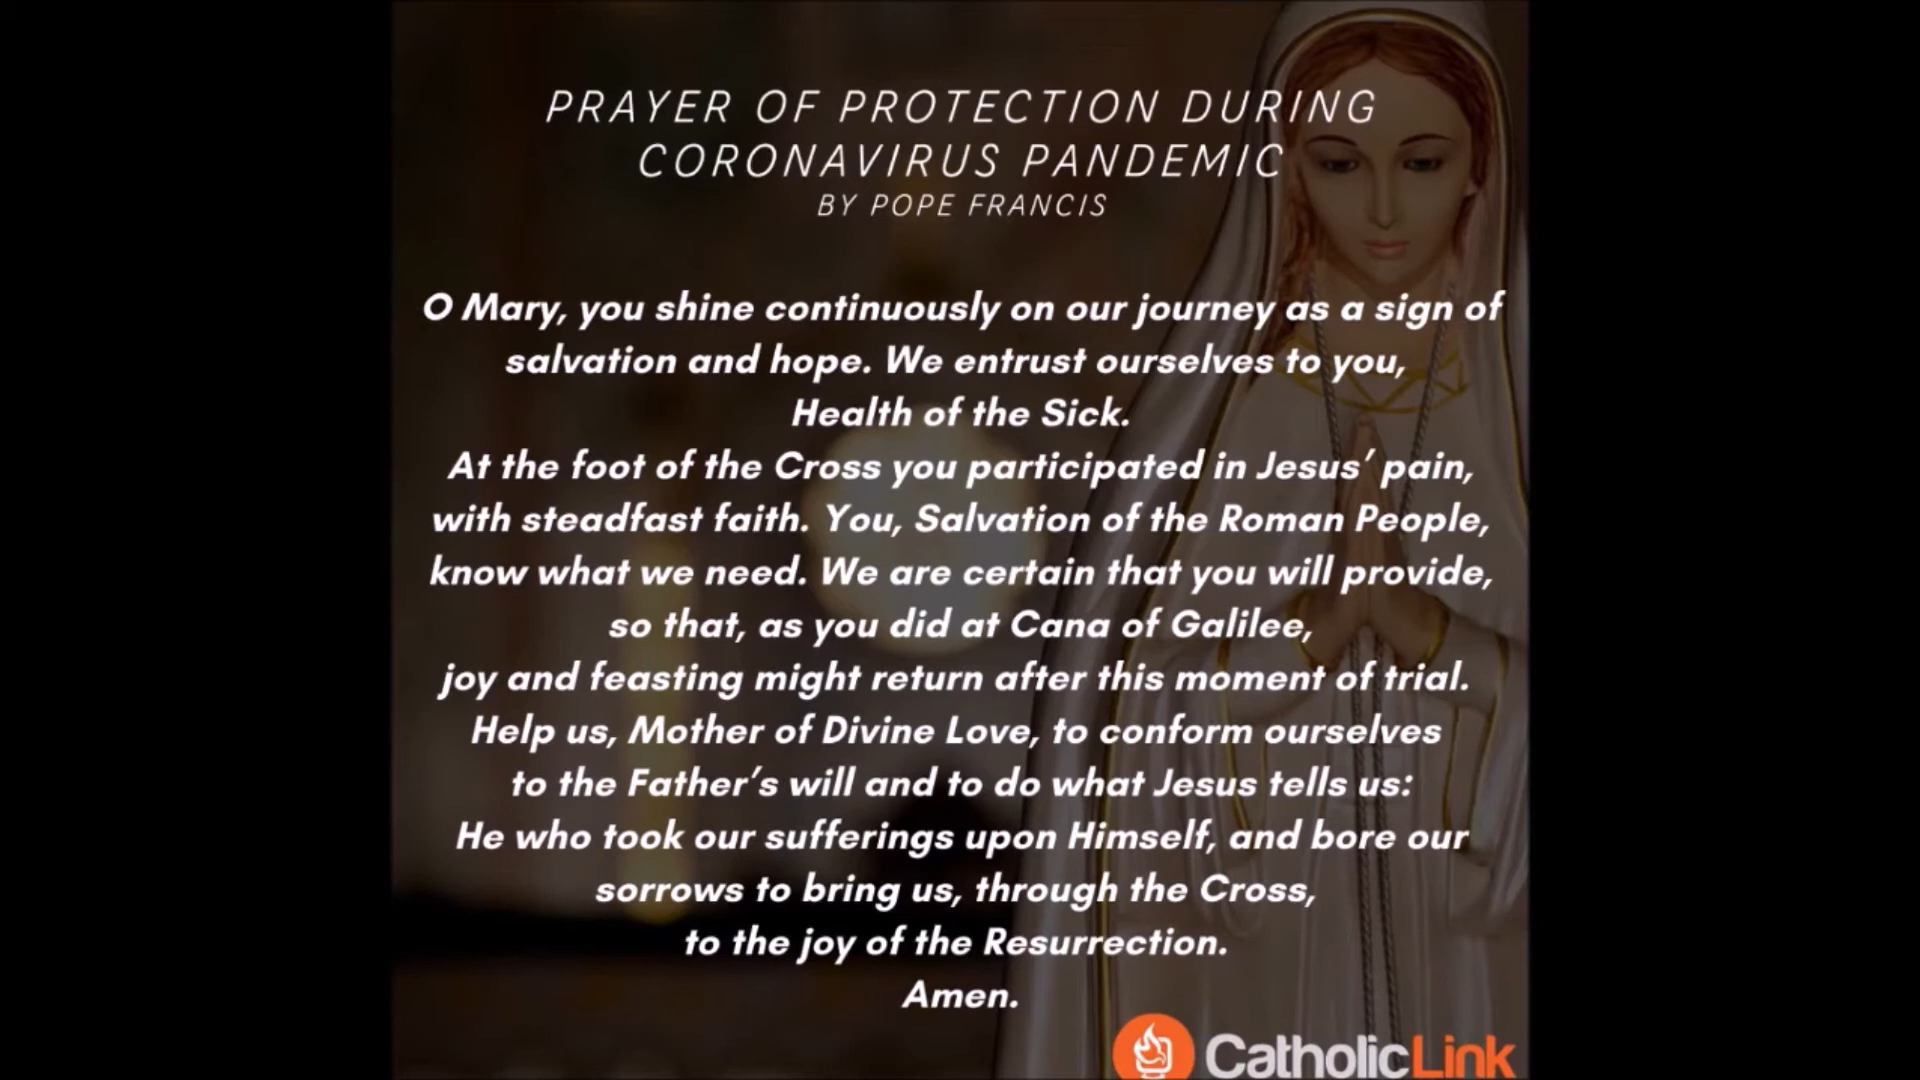 PRAYER OF PROTECTION DURING
CORONAVIRUS PANDEMIC
BY POPE FRANCIS
O Mary, you shine continuously on our journey as a sign of
salvation and hope. We entrust ourselves to you,
Health of the Sick.
At the foot of the Cross you participated in Jesus’ pain,
with steadfast faith. You, Salvation of the Roman People,
know what we need. We are certain that you will provide,
so that, as you did at Cana of Galilee,
joy and feasting might return after this moment of trial.
Help us, Mother of Divine Love, to conform ourselves
to the Father’s will and to do what Jesus tells us:
He who took our sufferings upon Himself, and bore our
sorrows to bring us, through the Cross,
to the joy of the Resurrection.
Amen.
CatholicLink